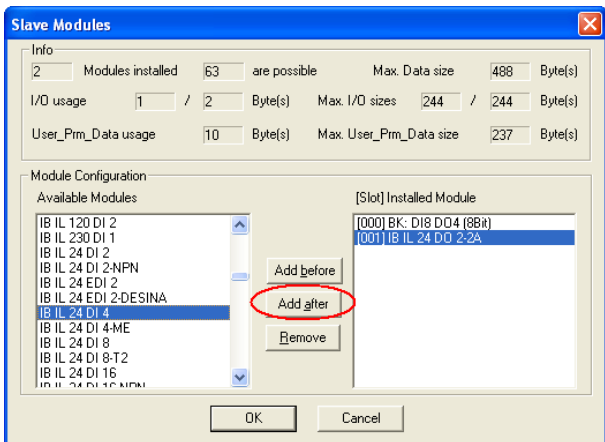 Slave Modules
Info
2 Modules installed 63 are possible Max. Data size 488 Byte(s)
I/O usage 1 / 2 Byte(s) Max. I/O sizes 244 / 244 Byte(s)
User_Prm_Data usage 10 Byte(s) Max. User_Prm_Data size 237 Byte(s)
Module Configuration
Available Modules [Slot] Installed Module
IB IL 120 DI 2
IB IL 230 DI 1
IB IL 24 DI 2
IB IL 24 DI 2-NPN
IB IL 24 EDI 2
IB IL 24 EDI 2-DESINA
IB IL 24 DI 4
IB IL 24 DI 4-ME
IB IL 24 DI 8
IB IL 24 DI 8-T2
IB IL 24 DI 16
IB IL 24 DI 16-NPN
Add before
Add after
Remove
[000] BK: DI8 DO4 (8Bit)
[001] IB IL 24 DO 2-2A
OK Cancel